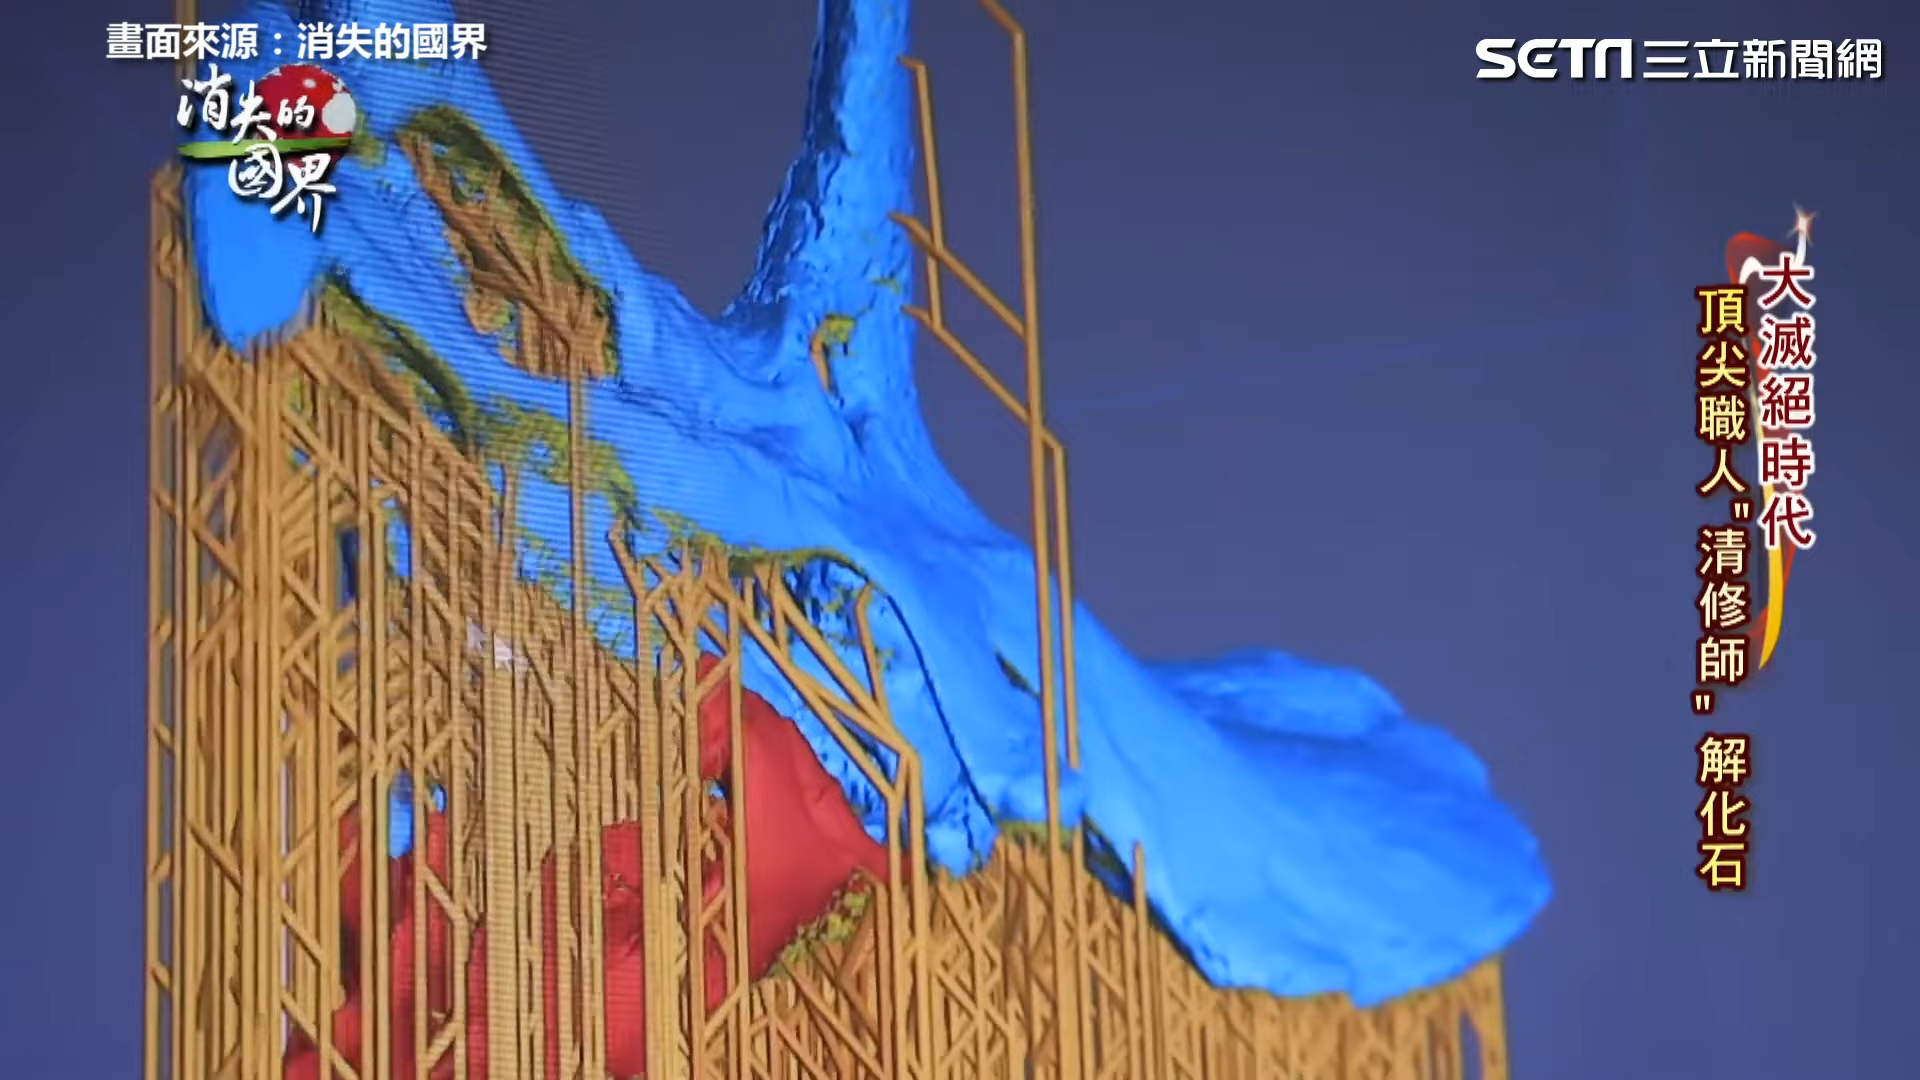 畫面來源：消失的國界
消失的
國界
SETN三立新聞網
大滅絕時代
頂尖職人"清修師" 解化石